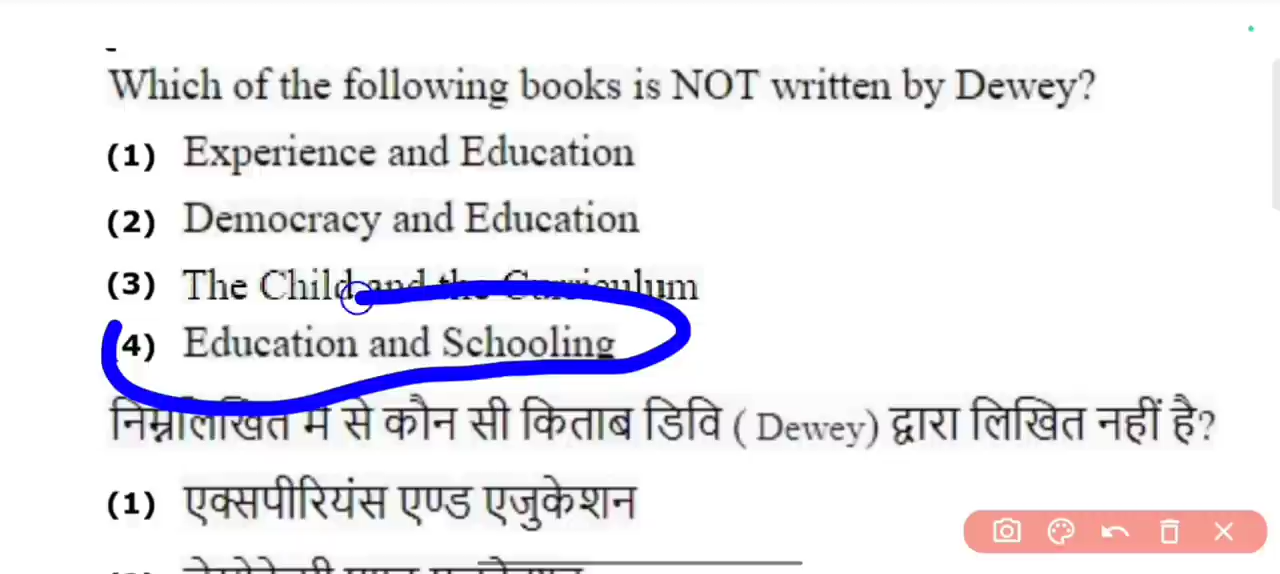 Which of the following books is NOT written by Dewey?
(1) Experience and Education
(2) Democracy and Education
(3) The Child and the Curriculum
(4) Education and Schooling
निम्नलिखित में से कौन सी किताब डिवि ( Dewey) द्वारा लिखित नहीं है?
(1) एक्सपीरियंस एण्ड एजुकेशन